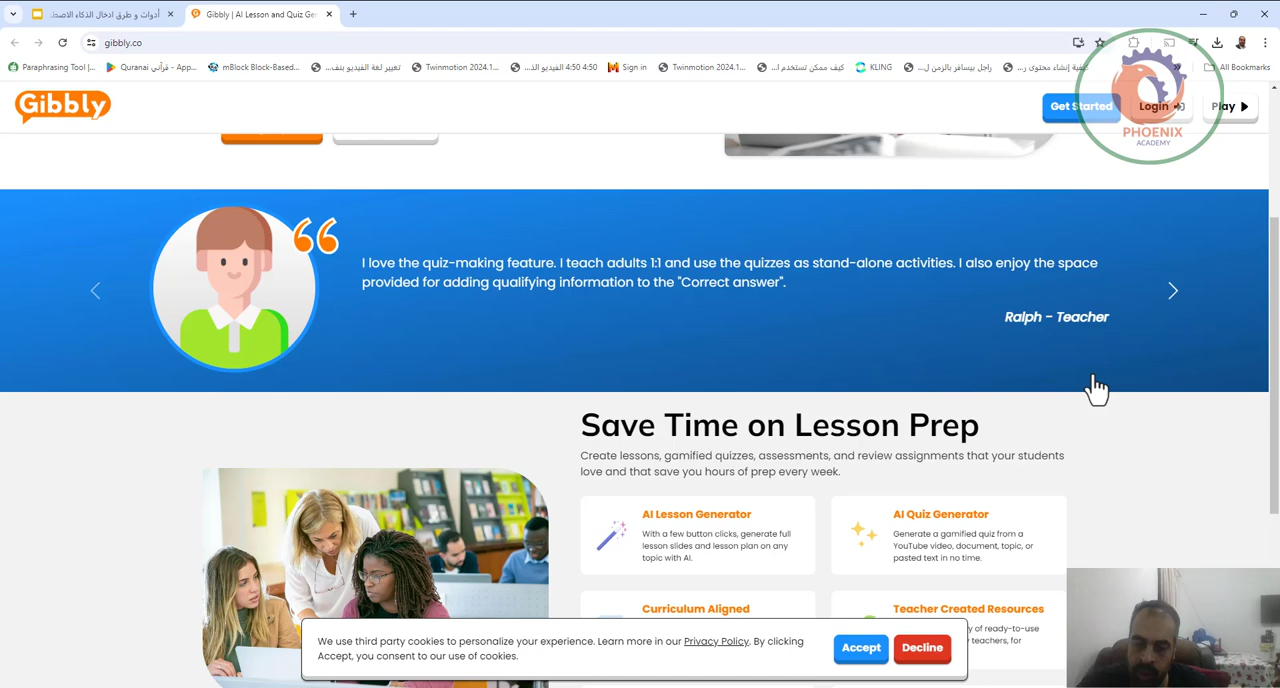 أدوات و طرق ادخال الذكاء الاصط
Gibbly | AI Lesson and Quiz Ge
gibbly.co
Paraphrasing Tool |...
Quranai قرآني - App...
mBlock Block-Based...
تغيير لغة الفيديو بنف...
Twinmotion 2024.1...
4:50 4:50 الفيديو الذ...
Sign in
Twinmotion 2024.1...
كيف ممكن تستخدم ا...
KLING
راجل بيسافر بالزمن ل...
كيفية إنشاء محتوى ر...
All Bookmarks
Gibbly
Get Started
Login
Play
PHOENIX
ACADEMY
I love the quiz-making feature. I teach adults 1:1 and use the quizzes as stand-alone activities. I also enjoy the space
provided for adding qualifying information to the "Correct answer".
Ralph - Teacher
Save Time on Lesson Prep
Create lessons, gamified quizzes, assessments, and review assignments that your students
love and that save you hours of prep every week.
AI Lesson Generator
With a few button clicks, generate full
lesson slides and lesson plan on any
topic with AI.
AI Quiz Generator
Generate a gamified quiz from a
YouTube video, document, topic, or
pasted text in no time.
Curriculum Aligned
Teacher Created Resources
y of ready-to-use
y teachers, for
We use third party cookies to personalize your experience. Learn more in our Privacy Policy. By clicking
Accept, you consent to our use of cookies.
Accept
Decline